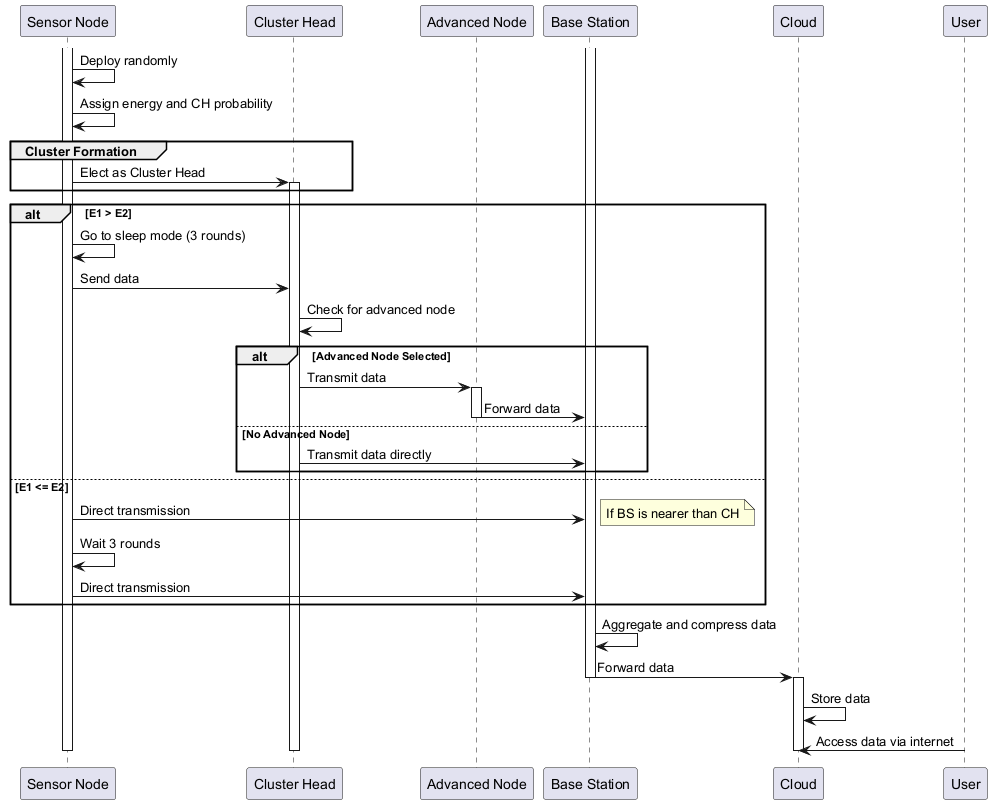 Sensor Node Cluster Head Advanced Node Base Station Cloud User
Deploy randomly
Assign energy and CH probability
Cluster Formation
Elect as Cluster Head
alt [E1 > E2]
Go to sleep mode (3 rounds)
Send data
Check for advanced node
alt [Advanced Node Selected]
Transmit data
Forward data
[No Advanced Node]
Transmit data directly
[E1 <= E2]
Direct transmission
If BS is nearer than CH
Wait 3 rounds
Direct transmission
Aggregate and compress data
Forward data
Store data
Access data via internet
Sensor Node Cluster Head Advanced Node Base Station Cloud User